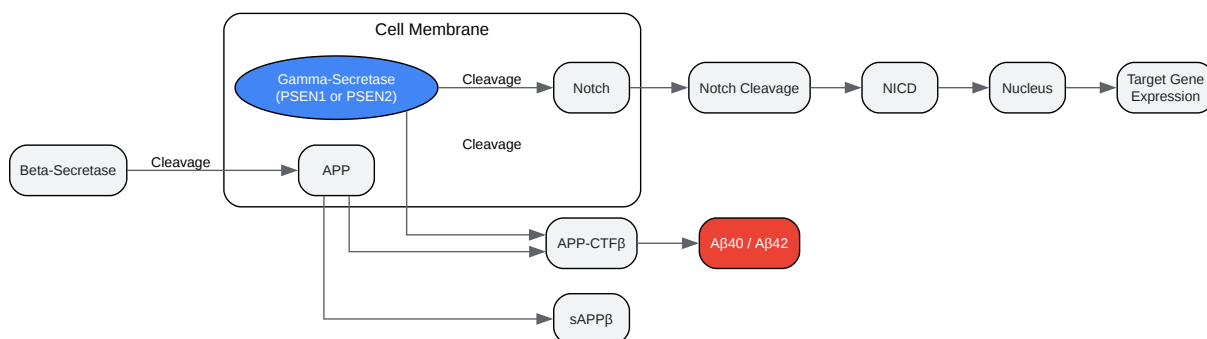 Cell Membrane
Gamma-Secretase
(PSEN1 or PSEN2)
Cleavage
Notch
Notch Cleavage
NICD
Nucleus
Target Gene
Expression
Cleavage
Beta-Secretase
Cleavage
APP
APP-CTFβ
Aβ40 / Aβ42
sAPPβ